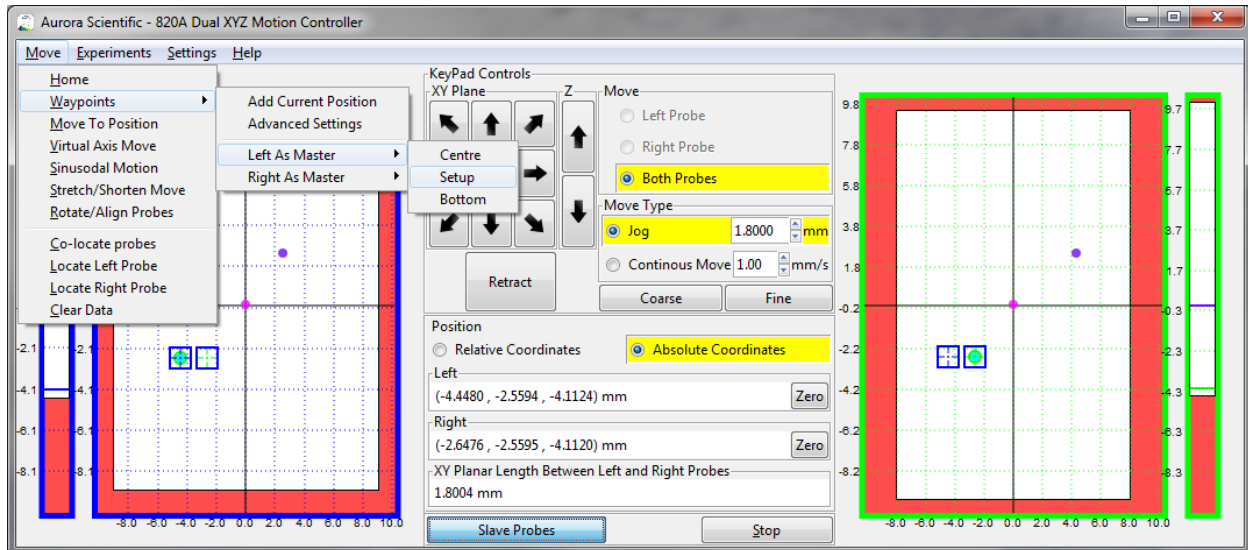 Aurora Scientific - 820A Dual XYZ Motion Controller
Move Experiments Settings Help
Home
Waypoints
Move To Position
Virtual Axis Move
Sinusodal Motion
Stretch/Shorten Move
Rotate/Align Probes
Co-locate probes
Locate Left Probe
Locate Right Probe
Clear Data
Add Current Position
Advanced Settings
Left As Master
Right As Master
Centre
Setup
Bottom
-2.1 -2.1
-4.1 -4.1
-6.1 -6.1
-8.1 -8.1
-8.0 -6.0 -4.0 -2.0 0.0 2.0 4.0 6.0 8.0 10.0
KeyPad Controls
XY Plane Z
Retract
Move
Left Probe
Right Probe
Both Probes
Move Type
Jog 1.8000 mm
Continous Move 1.00 mm/s
Coarse Fine
Position
Relative Coordinates Absolute Coordinates
Left
(-4.4480 , -2.5594 , -4.1124) mm Zero
Right
(-2.6476 , -2.5595 , -4.1120) mm Zero
XY Planar Length Between Left and Right Probes
1.8004 mm
Slave Probes Stop
9.8 9.7
7.8 7.7
5.8 5.7
3.8 3.7
1.8 1.7
-0.2 -0.3
-2.2 -2.3
-4.2 -4.3
-6.2 -6.3
-8.2 -8.3
-8.0 -6.0 -4.0 -2.0 0.0 2.0 4.0 6.0 8.0 10.0